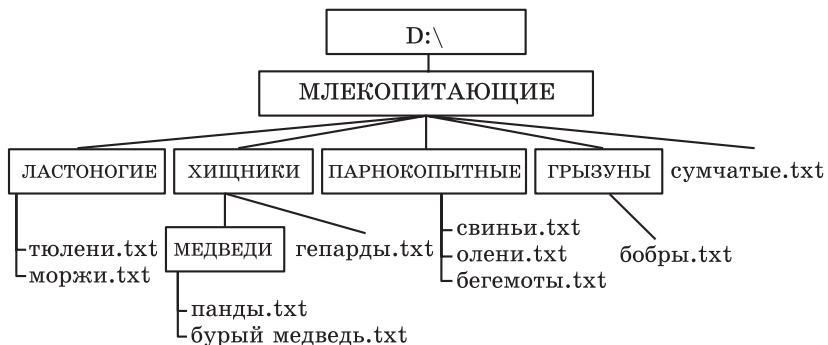 D:\
МЛЕКОПИТАЮЩИЕ
ЛАСТОНОГИЕ
ХИЩНИКИ
ПАРНОКОПЫТНЫЕ
ГРЫЗУНЫ
сумчатые.txt
тюлени.txt
моржи.txt
МЕДВЕДИ
гепарды.txt
свиньи.txt
олени.txt
бегемоты.txt
бобры.txt
панды.txt
бурый медведь.txt